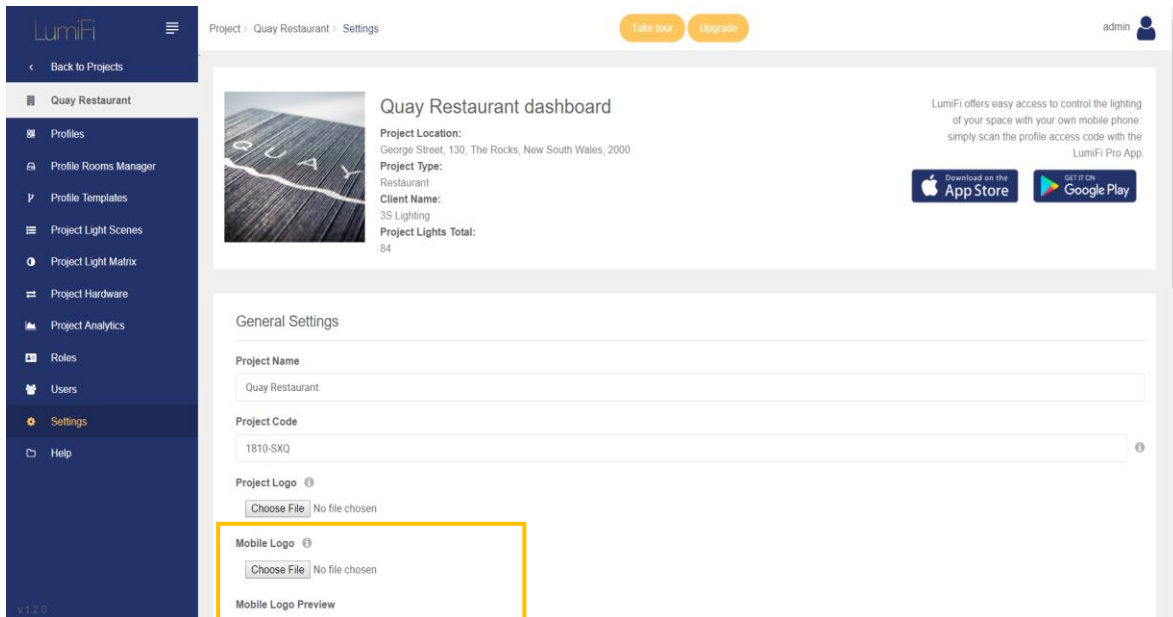 LumiFi
Project > Quay Restaurant > Settings
Take tour
Upgrade
admin
‹ Back to Projects
Quay Restaurant
Profiles
Profile Rooms Manager
Profile Templates
Project Light Scenes
Project Light Matrix
Project Hardware
Project Analytics
Roles
Users
Settings
Help
v.1.2.0
QUAY
Quay Restaurant dashboard
Project Location:
George Street, 130, The Rocks, New South Wales, 2000
Project Type:
Restaurant
Client Name:
3S Lighting
Project Lights Total:
84
LumiFi offers easy access to control the lighting
of your space with your own mobile phone:
simply scan the profile access code with the
LumiFi Pro App.
Download on the
App Store
GET IT ON
Google Play
General Settings
Project Name
Quay Restaurant
Project Code
1810-SXQ
Project Logo
Choose File No file chosen
Mobile Logo
Choose File No file chosen
Mobile Logo Preview